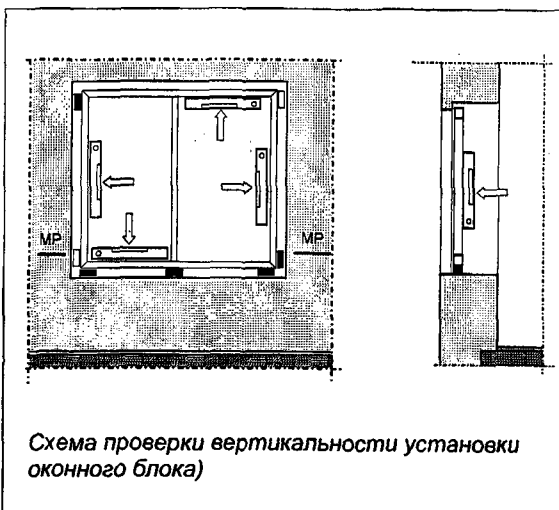 МР МР
Схема проверки вертикальности установки
оконного блока)